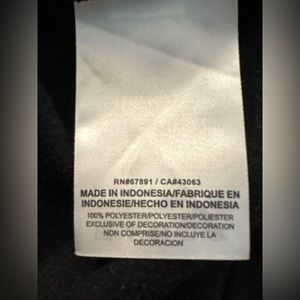 RN#67891 / CA#43063
MADE IN INDONESIA/FABRIQUE EN
INDONESIE/HECHO EN INDONESIA
100% POLYESTER/POLYESTER/POLIESTER
EXCLUSIVE OF DECORATION/DECORATION
NON COMPRISE/NO INCLUYE LA
DECORACION